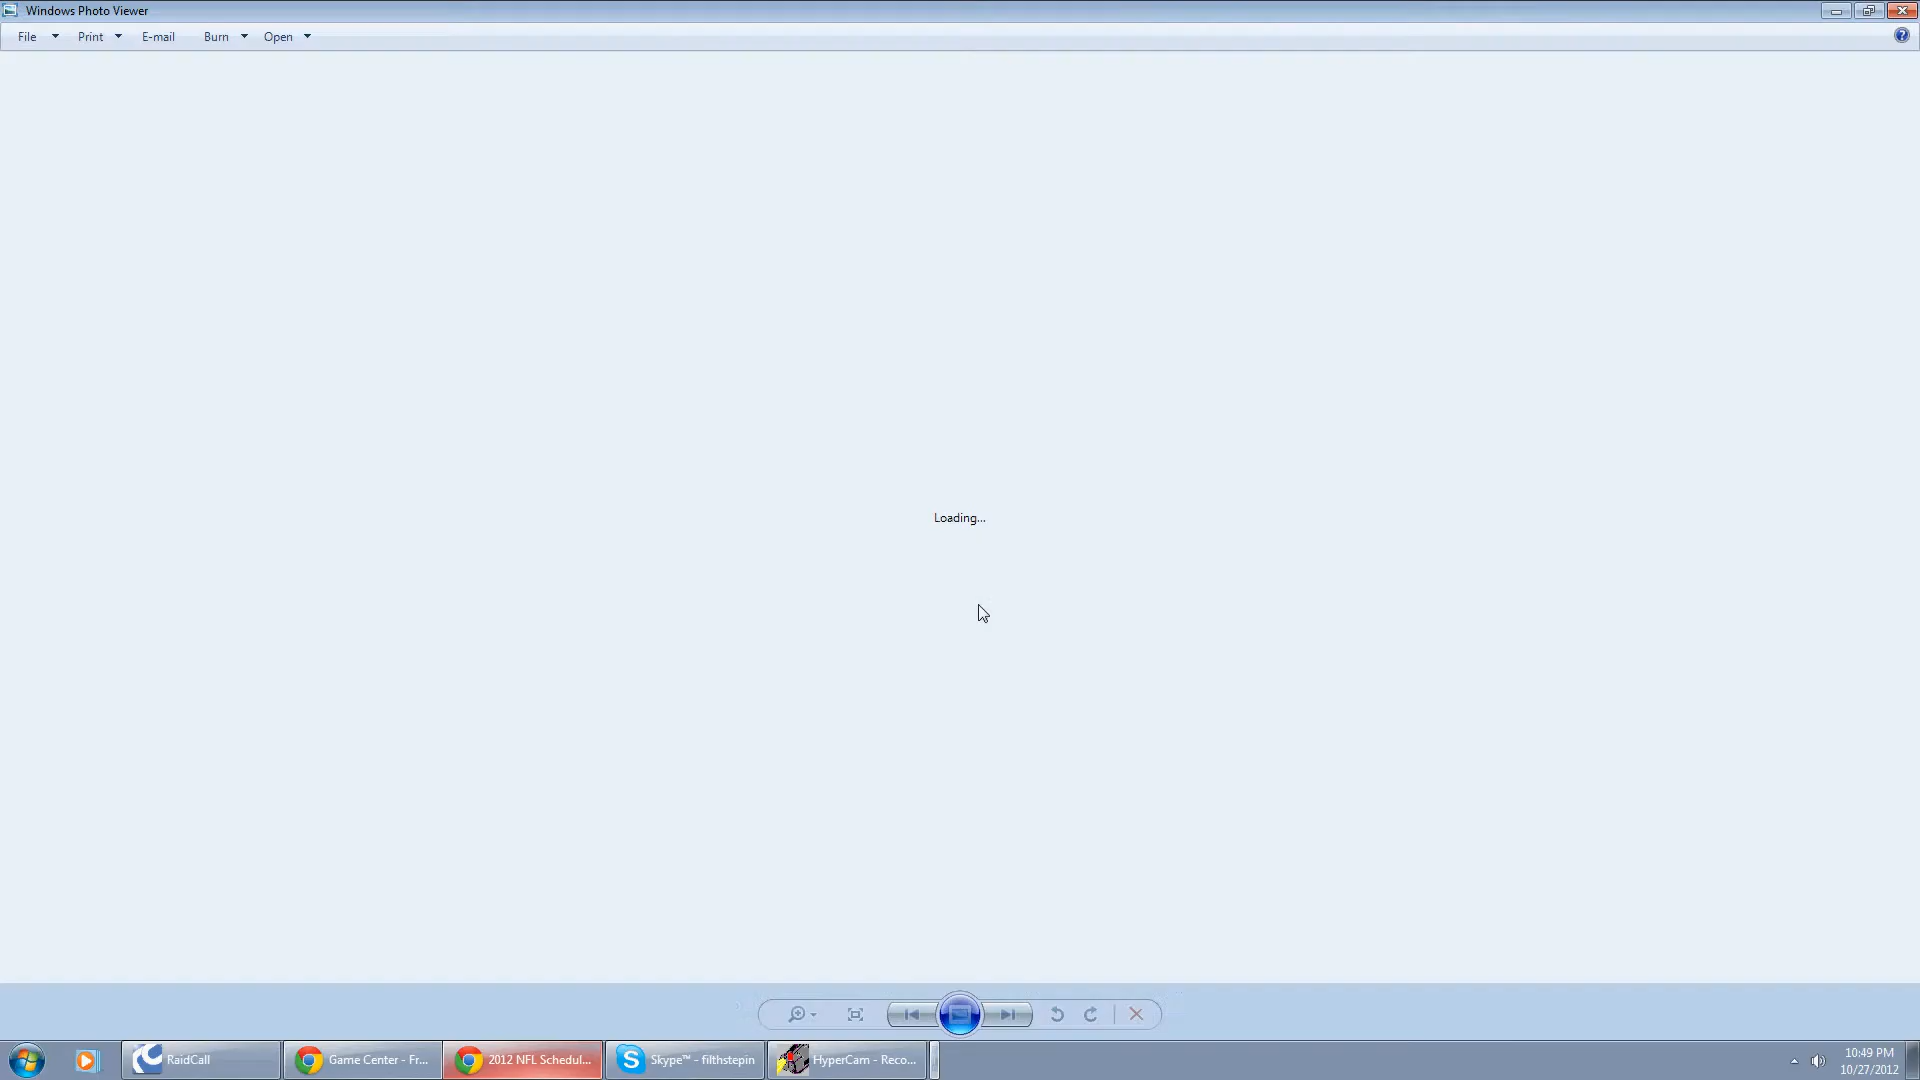 Windows Photo Viewer
File Print E-mail Burn Open
Loading...
RaidCall
Game Center - Fr...
2012 NFL Schedul...
Skype™ - filthstepin
HyperCam - Reco...
10:49 PM
10/27/2012